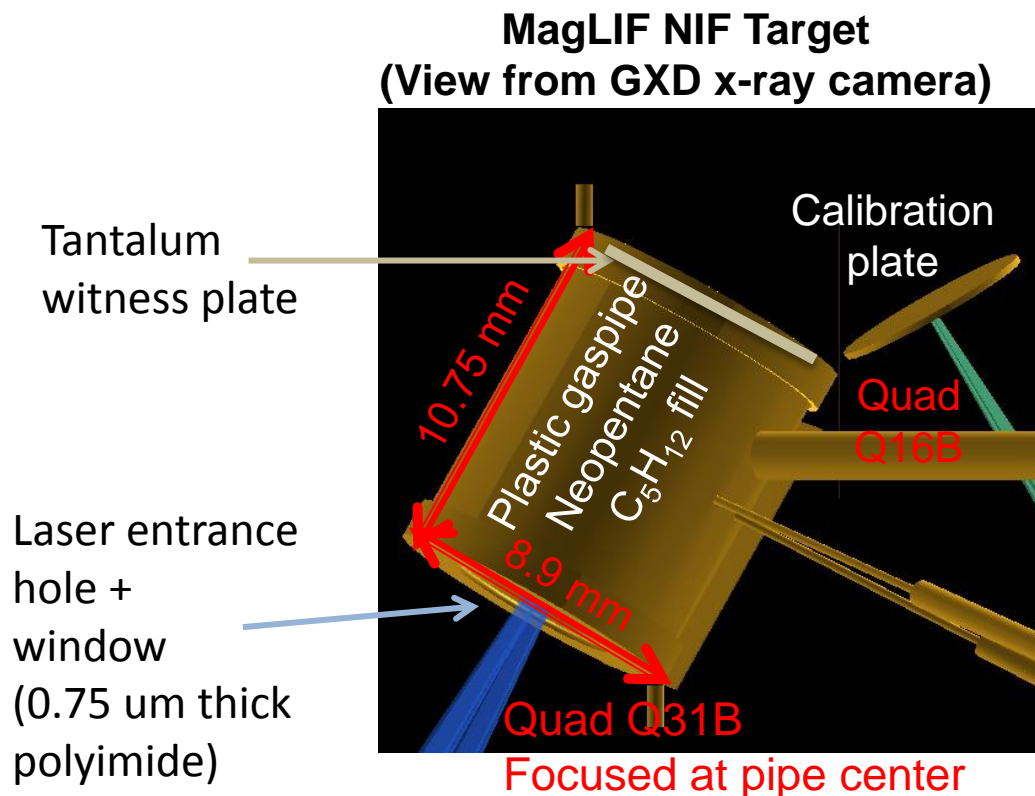 MagLIF NIF Target
(View from GXD x-ray camera)
Tantalum
witness plate
Calibration
plate
10.75 mm
Plastic gaspipe
Neopentane
C₅H₁₂ fill
Quad
Q16B
8.9 mm
Laser entrance
hole +
window
(0.75 um thick
polyimide)
Quad Q31B
Focused at pipe center